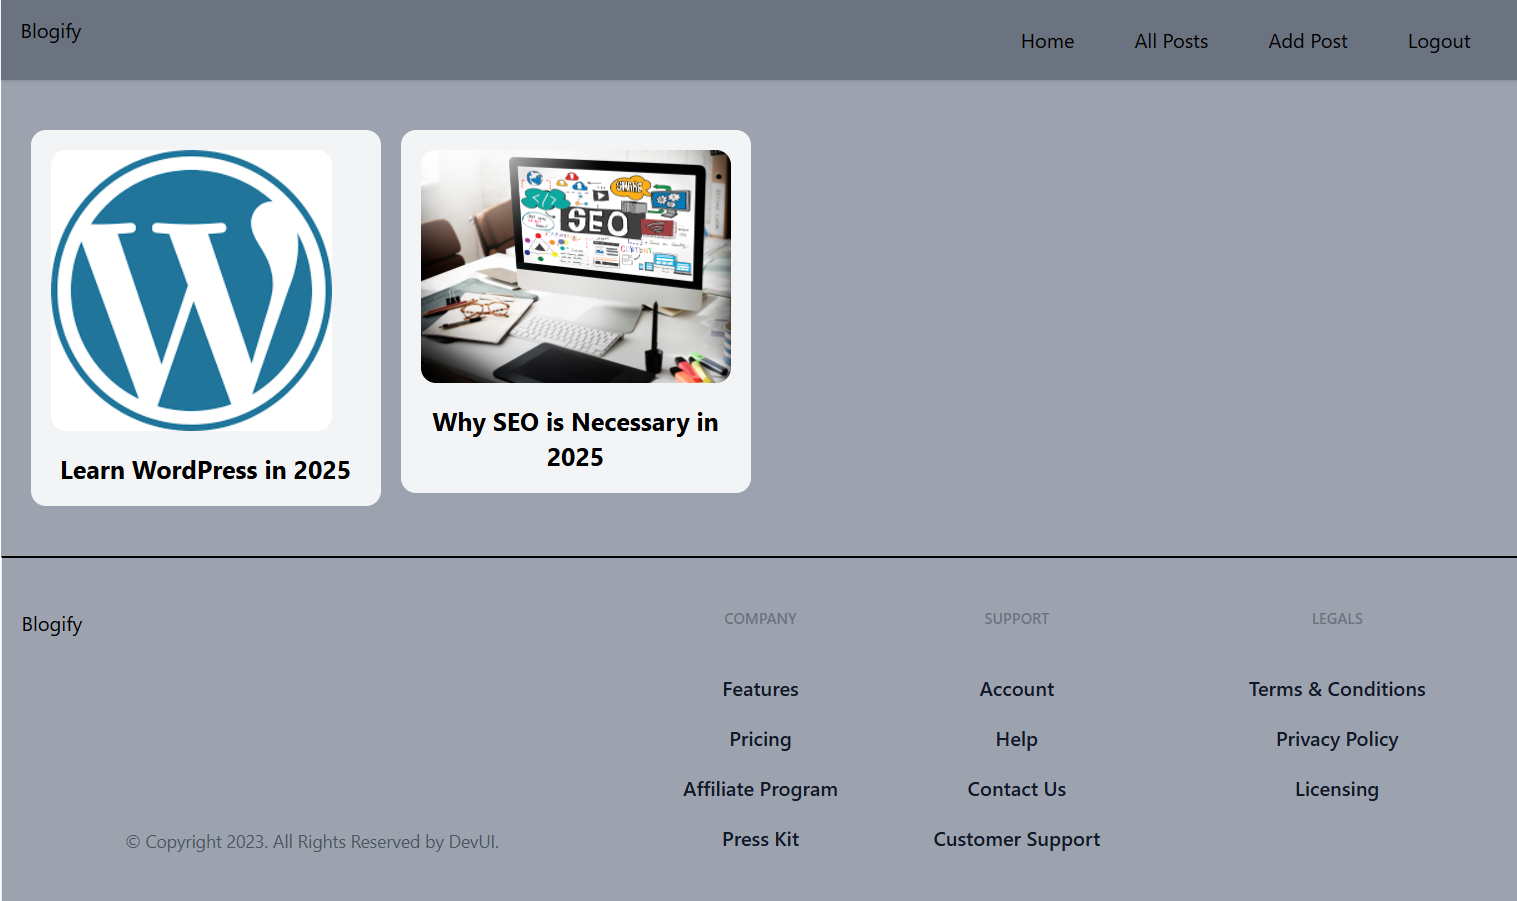 Blogify
Home
All Posts
Add Post
Logout
W
SHARE
</>
SEO
CONTENT
Learn WordPress in 2025
Why SEO is Necessary in
2025
Blogify
© Copyright 2023. All Rights Reserved by DevUI.
COMPANY
Features
Pricing
Affiliate Program
Press Kit
SUPPORT
Account
Help
Contact Us
Customer Support
LEGALS
Terms & Conditions
Privacy Policy
Licensing